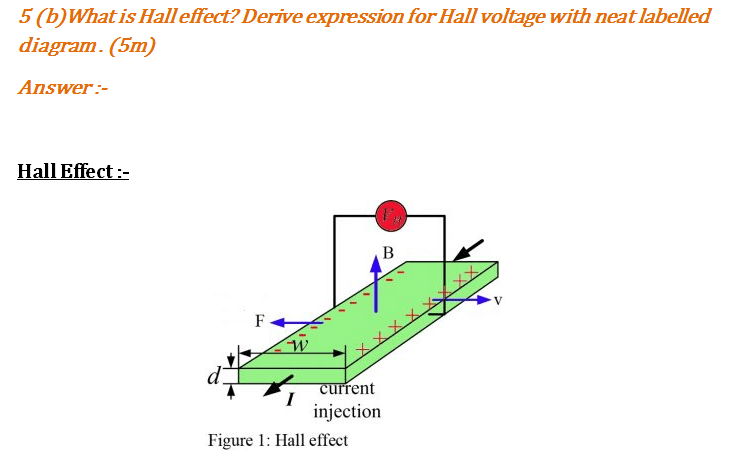 5 (b)What is Hall effect? Derive expression for Hall voltage with neat labelled
diagram. (5m)
Answer :-
Hall Effect :-
V H
B
F
v
W
d
I
current
injection
Figure 1: Hall effect